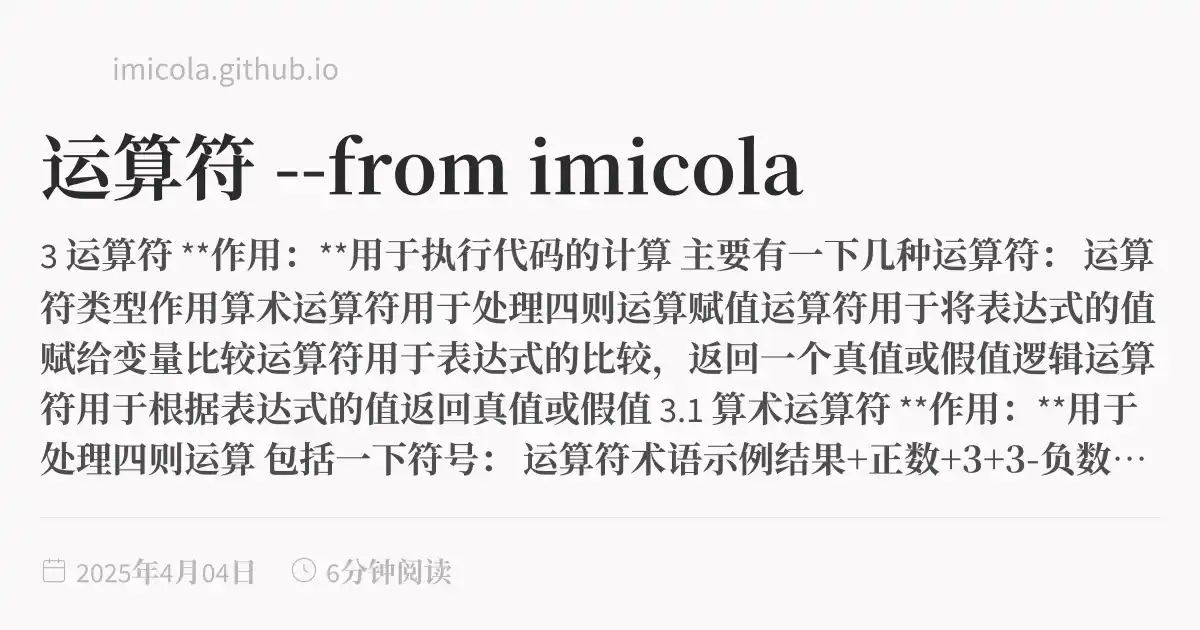 imicola.github.io
运算符 --from imicola
3 运算符 **作用：**用于执行代码的计算 主要有一下几种运算符： 运算
符类型作用算术运算符用于处理四则运算赋值运算符用于将表达式的值
赋给变量比较运算符用于表达式的比较，返回一个真值或假值逻辑运算
符用于根据表达式的值返回真值或假值 3.1 算术运算符 **作用：**用于
处理四则运算 包括一下符号： 运算符术语示例结果+正数+3+3-负数…
2025年4月04日 6分钟阅读